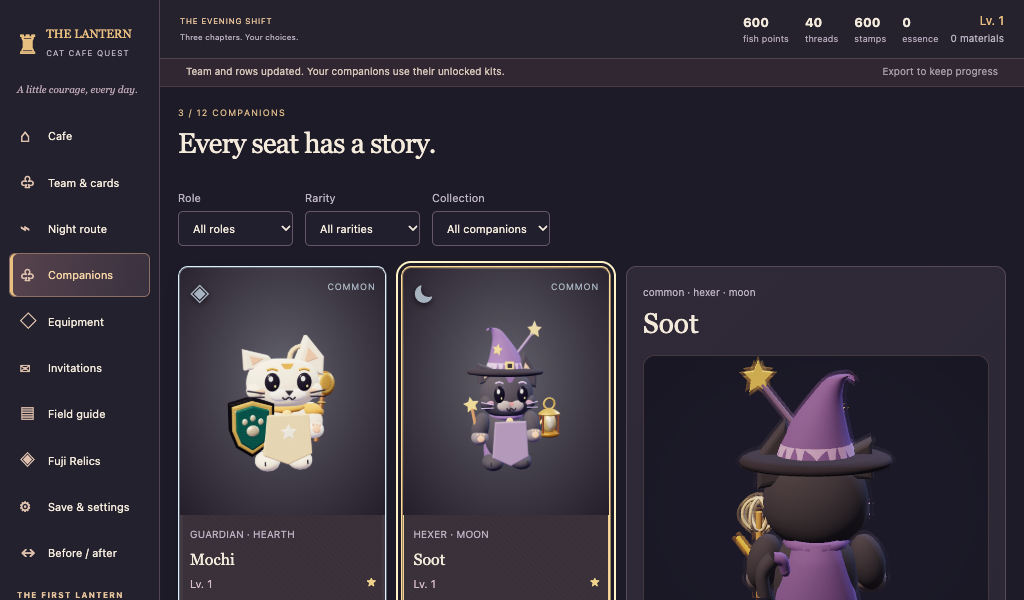 THE LANTERN
CAT CAFE QUEST
A little courage, every day.
Cafe
Team & cards
Night route
Companions
Equipment
Invitations
Field guide
Fuji Relics
Save & settings
Before / after
THE FIRST LANTERN
THE EVENING SHIFT
Three chapters. Your choices.
600
fish points
40
threads
600
stamps
0
essence
Lv. 1
0 materials
Team and rows updated. Your companions use their unlocked kits.
Export to keep progress
3 / 12 COMPANIONS
Every seat has a story.
Role
All roles
Rarity
All rarities
Collection
All companions
COMMON
GUARDIAN · HEARTH
Mochi
Lv. 1
COMMON
HEXER · MOON
Soot
Lv. 1
common · hexer · moon
Soot